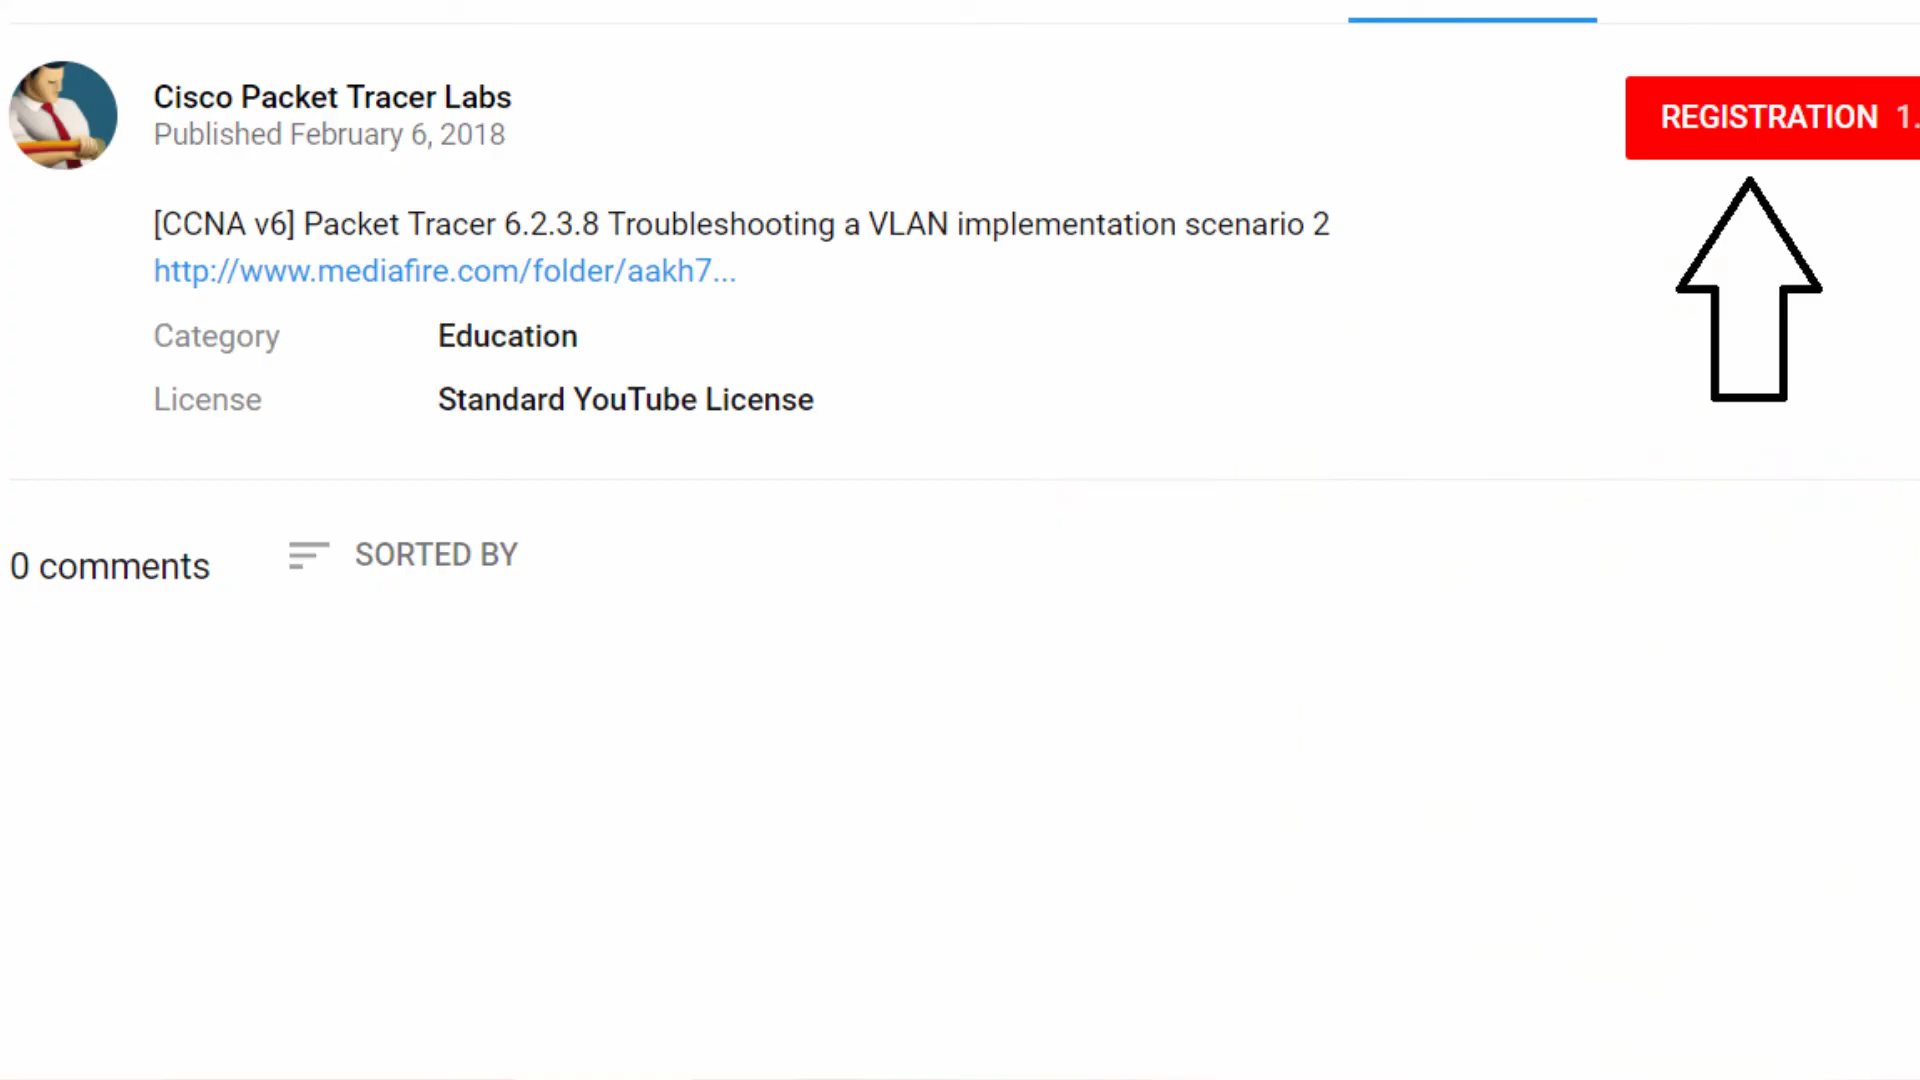 Cisco Packet Tracer Labs
Published February 6, 2018
REGISTRATION 1.
[CCNA v6] Packet Tracer 6.2.3.8 Troubleshooting a VLAN implementation scenario 2
http://www.mediafire.com/folder/aakh7...
Category Education
License Standard YouTube License
0 comments SORTED BY